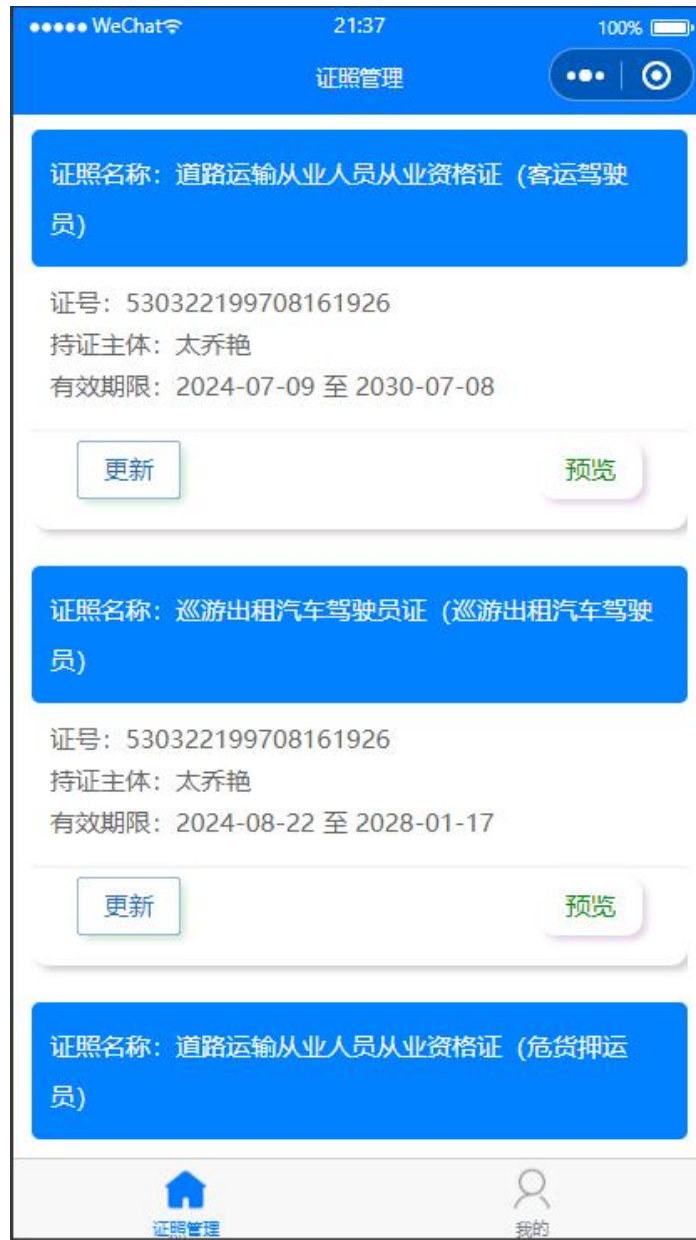 WeChat 21:37 100%
证照管理
证照名称：道路运输从业人员从业资格证（客运驾驶
员）
证号：530322199708161926
持证主体：太乔艳
有效期限：2024-07-09 至 2030-07-08
更新 预览
证照名称：巡游出租汽车驾驶员证（巡游出租汽车驾驶
员）
证号：530322199708161926
持证主体：太乔艳
有效期限：2024-08-22 至 2028-01-17
更新 预览
证照名称：道路运输从业人员从业资格证（危货押运
员）
证照管理 我的